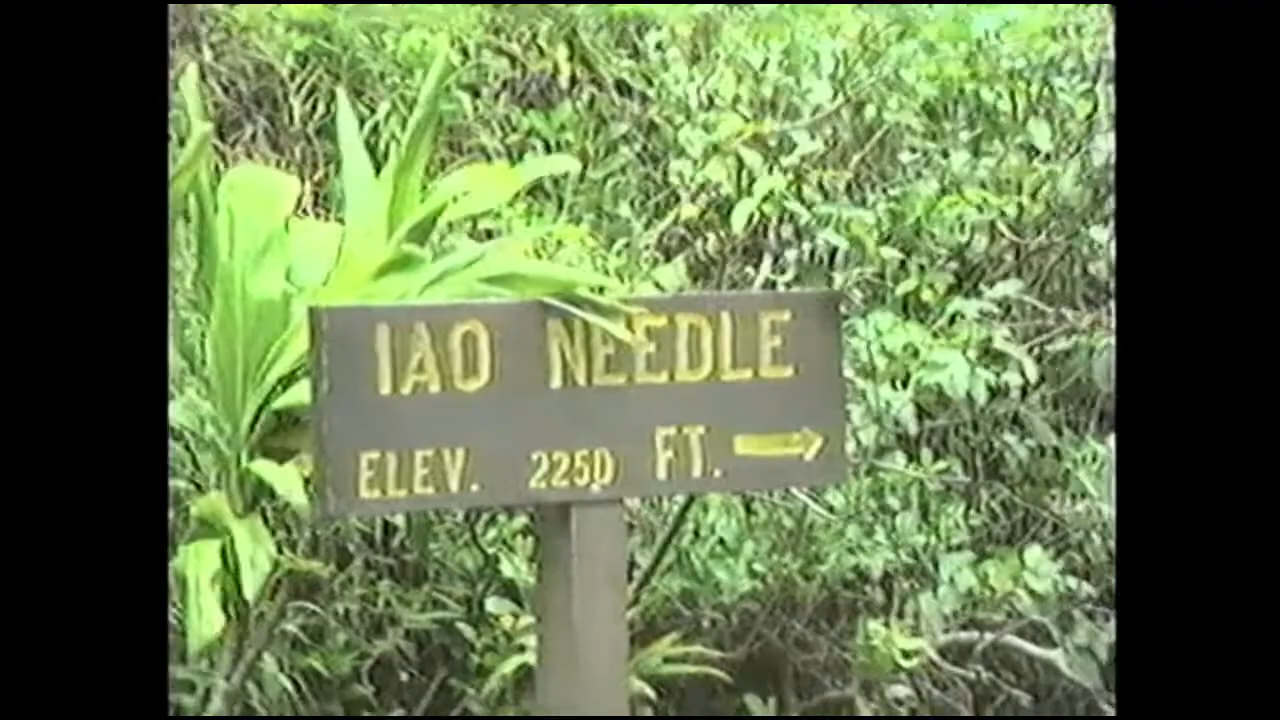 IAO NEEDLE
ELEV. 2250 FT. →